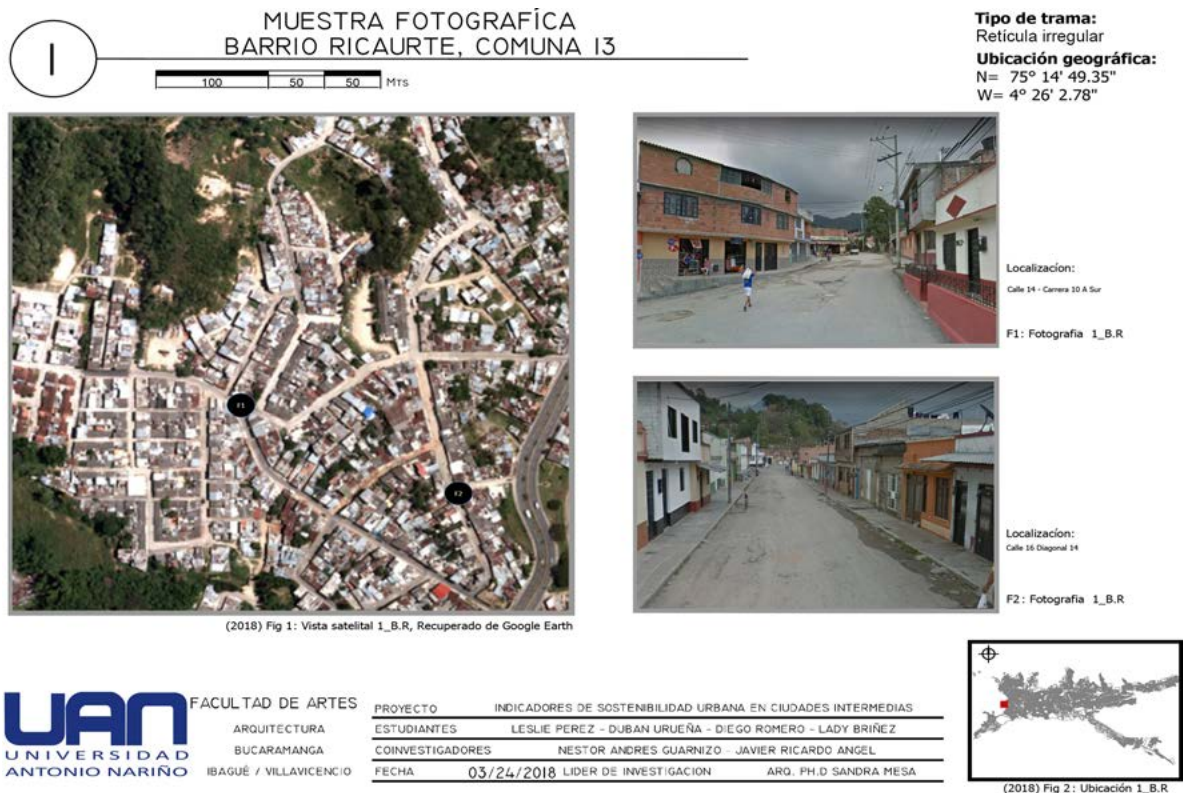 I
MUESTRA FOTOGRAFÍCA
BARRIO RICAURTE, COMUNA 13
100 50 50 MTS
Tipo de trama:
Retícula irregular
Ubicación geográfica:
N= 75° 14' 49.35"
W= 4° 26' 2.78"
F1
F2
(2018) Fig 1: Vista satelital 1_B.R, Recuperado de Google Earth
Localizacíon:
Calle 14 - Carrera 10 A Sur
F1: Fotografia 1_B.R
Localizacíon:
Calle 16 Diagonal 14
F2: Fotografia 1_B.R
UAN
UNIVERSIDAD
ANTONIO NARIÑO
FACULTAD DE ARTES
ARQUITECTURA
BUCARAMANGA
IBAGUÉ / VILLAVICENCIO
PROYECTO INDICADORES DE SOSTENIBILIDAD URBANA EN CIUDADES INTERMEDIAS
ESTUDIANTES LESLIE PEREZ - DUBAN URUEÑA - DIEGO ROMERO - LADY BRIÑEZ
COINVESTIGADORES NESTOR ANDRES GUARNIZO - JAVIER RICARDO ANGEL
FECHA 03/24/2018 LIDER DE INVESTIGACION ARQ. PH.D SANDRA MESA
(2018) Fig 2: Ubicación 1_B.R